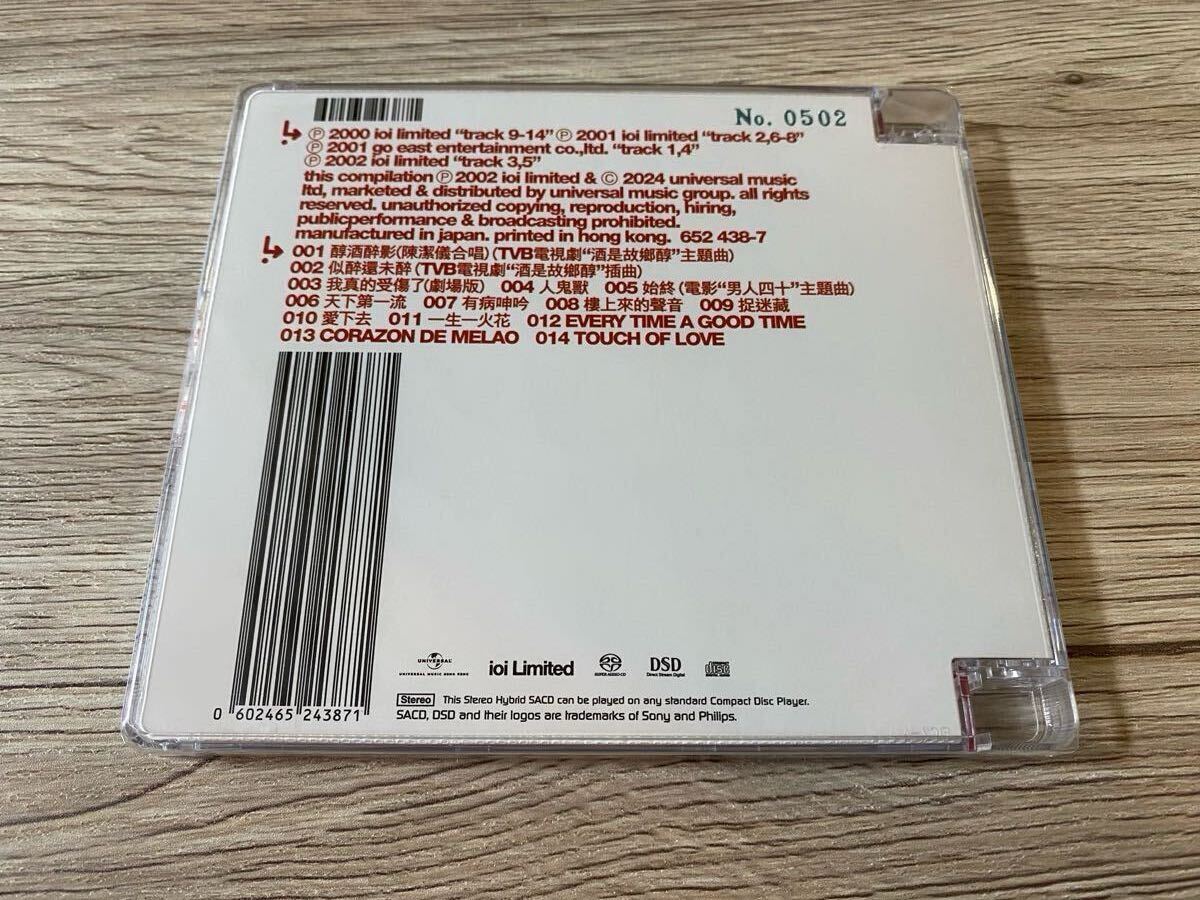 No. 0502
℗ 2000 ioi limited “track 9-14” ℗ 2001 ioi limited “track 2,6-8”
℗ 2001 go east entertainment co.,ltd. “track 1,4”
℗ 2002 ioi limited “track 3,5”
this compilation ℗ 2002 ioi limited & © 2024 universal music
ltd, marketed & distributed by universal music group. all rights
reserved. unauthorized copying, reproduction, hiring,
publicperformance & broadcasting prohibited.
manufactured in japan. printed in hong kong. 652 438-7
001 醇酒醉影(陳潔儀合唱)(TVB電視劇“酒是故鄉醇”主題曲)
002 似醉還未醉(TVB電視劇“酒是故鄉醇”插曲)
003 我真的受傷了(劇場版) 004 人鬼獸 005 始終(電影“男人四十”主題曲)
006 天下第一流 007 有病呻吟 008 樓上來的聲音 009 捉迷藏
010 愛下去 011 一生一火花 012 EVERY TIME A GOOD TIME
013 CORAZON DE MELAO 014 TOUCH OF LOVE
UNIVERSAL
UNIVERSAL MUSIC HONG KONG
ioi Limited
SUPER AUDIO CD
DSD
Direct Stream Digital
Stereo This Stereo Hybrid SACD can be played on any standard Compact Disc Player.
SACD, DSD and their logos are trademarks of Sony and Philips.
0 602465 243871